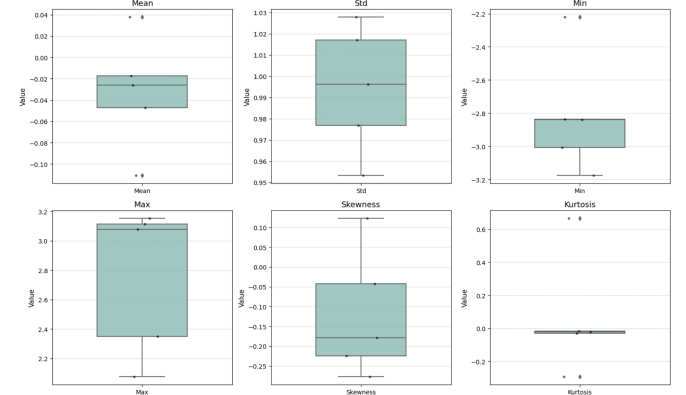 Mean
Std
Min
Value
0.04
0.02
0.00
−0.02
−0.04
−0.06
−0.08
−0.10
Mean
Value
1.03
1.02
1.01
1.00
0.99
0.98
0.97
0.96
0.95
Std
Value
−2.2
−2.4
−2.6
−2.8
−3.0
−3.2
Min
Max
Skewness
Kurtosis
Value
3.2
3.0
2.8
2.6
2.4
2.2
Max
Value
0.10
0.05
0.00
−0.05
−0.10
−0.15
−0.20
−0.25
Skewness
Value
0.6
0.4
0.2
0.0
−0.2
Kurtosis